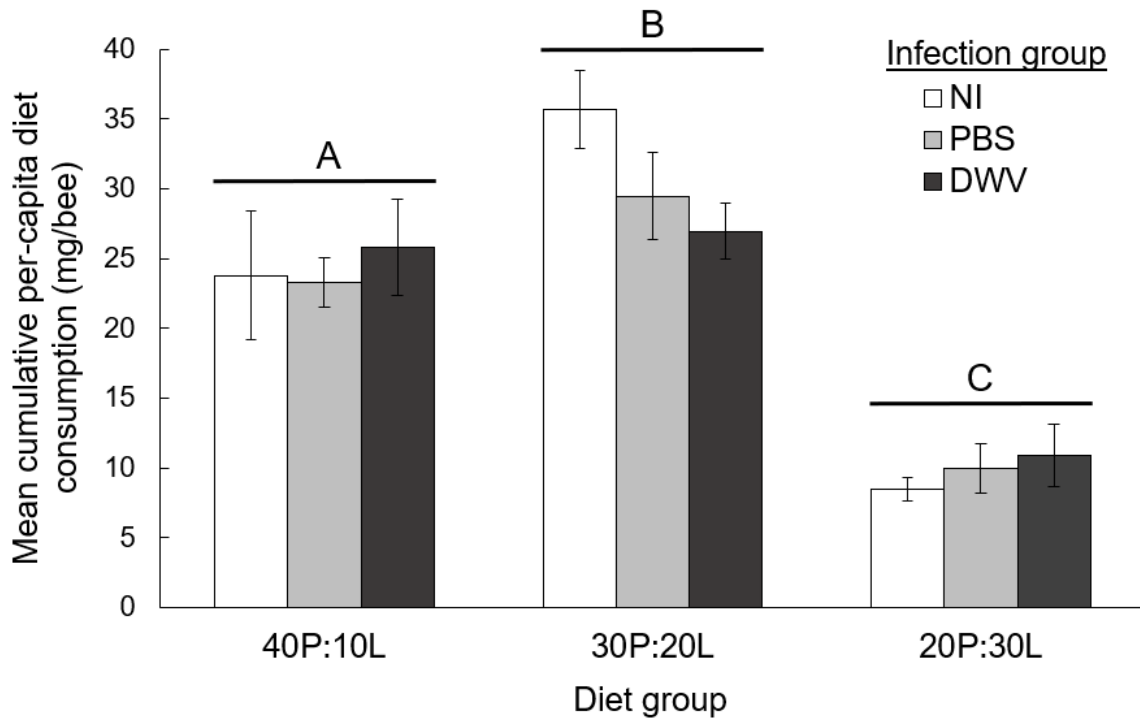 Mean cumulative per-capita diet
consumption (mg/bee)
40
35
30
25
20
15
10
5
0
A
B
C
Infection group
NI
PBS
DWV
40P:10L
30P:20L
20P:30L
Diet group